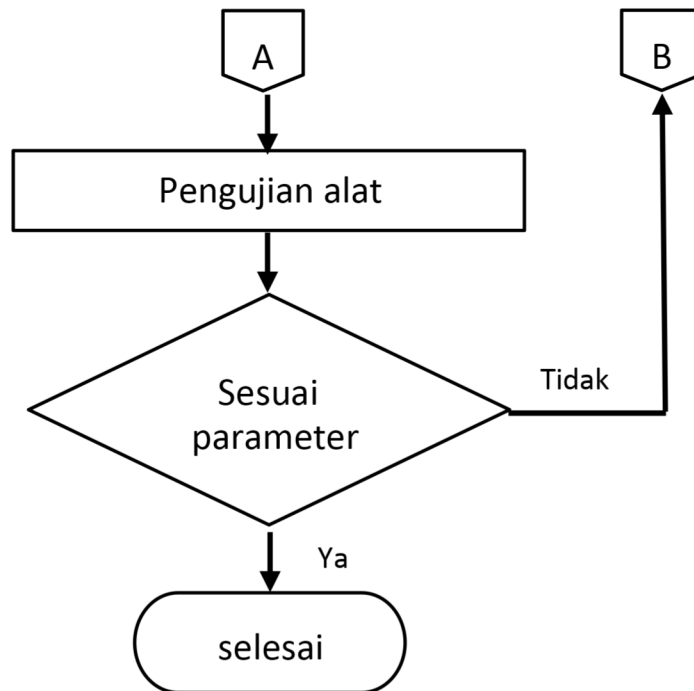 A
B
Pengujian alat
Sesuai
parameter
Tidak
Ya
selesai